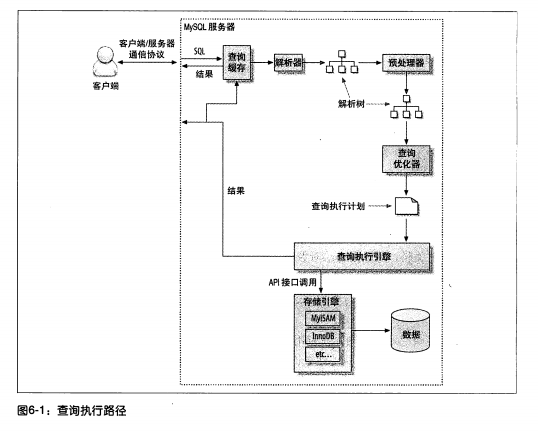 MySQL 服务器
客户端/服务器
通信协议
客户端
SQL
结果
查询
缓存
解析器
预处理器
解析树
查询
优化器
查询执行计划
结果
查询执行引擎
API 接口调用
存储引擎
MyISAM
InnoDB
etc...
数据
图6-1：查询执行路径